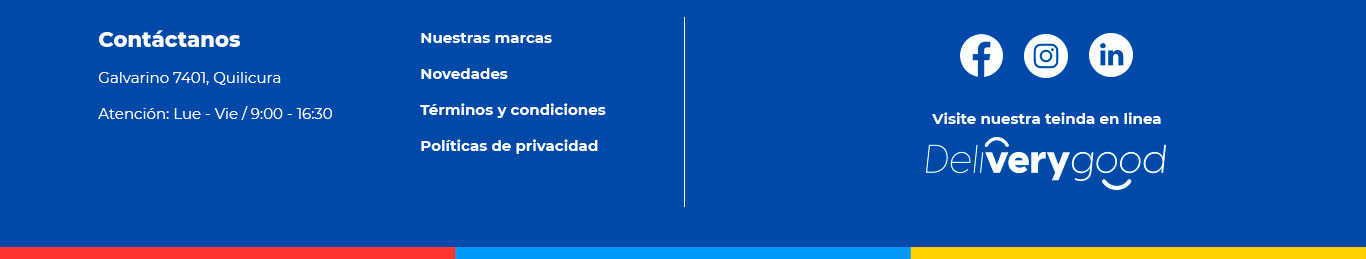 Contáctanos
Galvarino 7401, Quilicura
Atención: Lue - Vie / 9:00 - 16:30
Nuestras marcas
Novedades
Términos y condiciones
Políticas de privacidad
Visite nuestra teinda en linea
Deliverygood